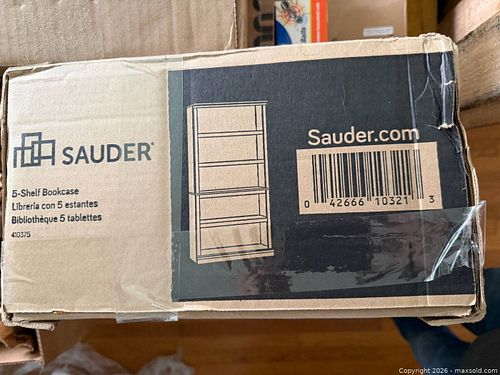 SAUDER®
5-Shelf Bookcase
Librería con 5 estantes
Bibliothèque 5 tablettes
410375
Sauder.com
0 42666 10321 3
Copyright 2026 - maxsold.com